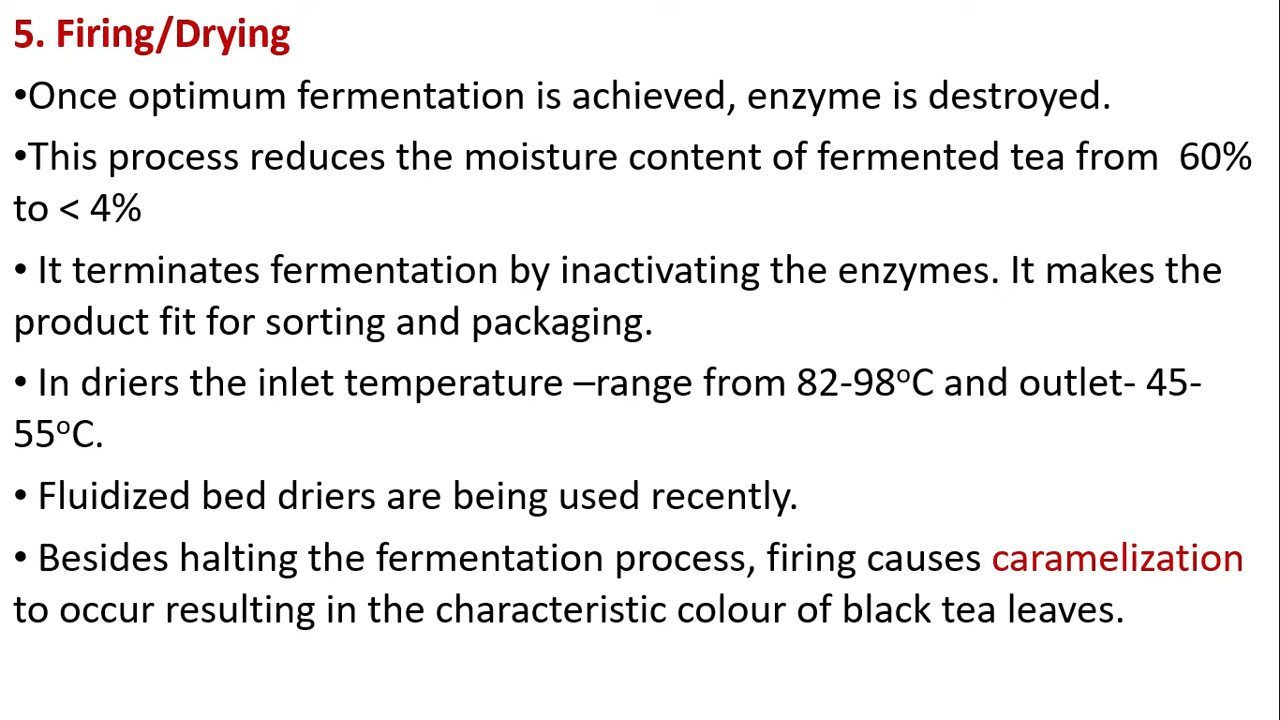 5. Firing/Drying
•Once optimum fermentation is achieved, enzyme is destroyed.
•This process reduces the moisture content of fermented tea from  60%
to < 4%
• It terminates fermentation by inactivating the enzymes. It makes the
product fit for sorting and packaging.
• In driers the inlet temperature –range from 82-98ᵒC and outlet- 45-
55ᵒC.
• Fluidized bed driers are being used recently.
• Besides halting the fermentation process, firing causes caramelization
to occur resulting in the characteristic colour of black tea leaves.